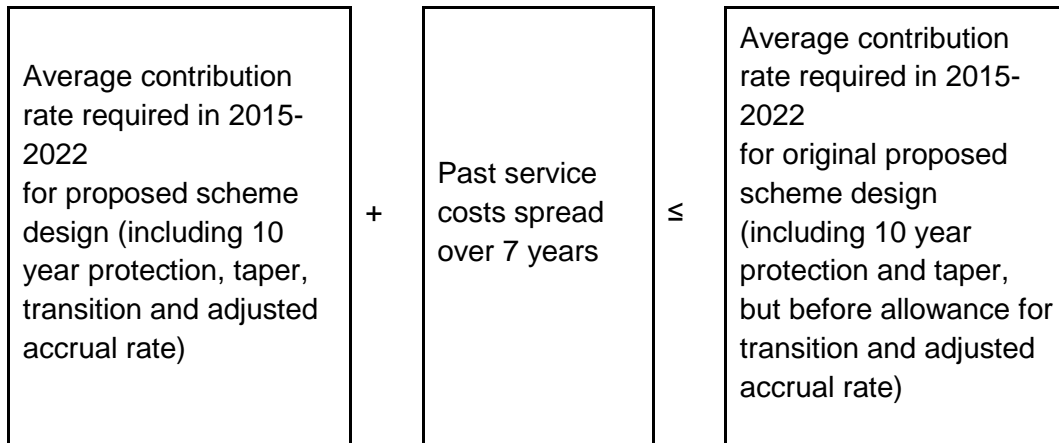 Average contribution
rate required in 2015-
2022
for proposed scheme
design (including 10
year protection, taper,
transition and adjusted
accrual rate)
+
Past service
costs spread
over 7 years
≤
Average contribution
rate required in 2015-
2022
for original proposed
scheme design
(including 10 year
protection and taper,
but before allowance for
transition and adjusted
accrual rate)